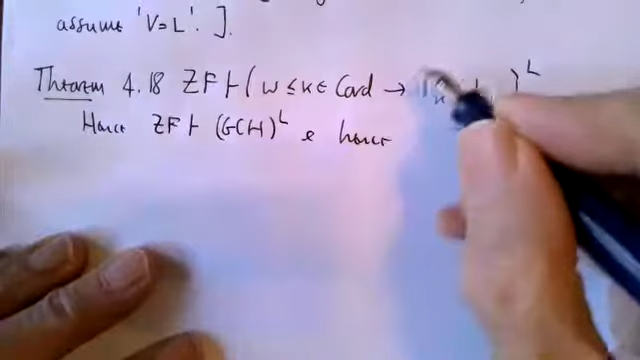 assume 'V=L'. ].
Theorem 4.18 ZF ⊢ ( ω ≤ κ ∈ Card → )^L
Hence ZF ⊢ (GCH)^L & hence